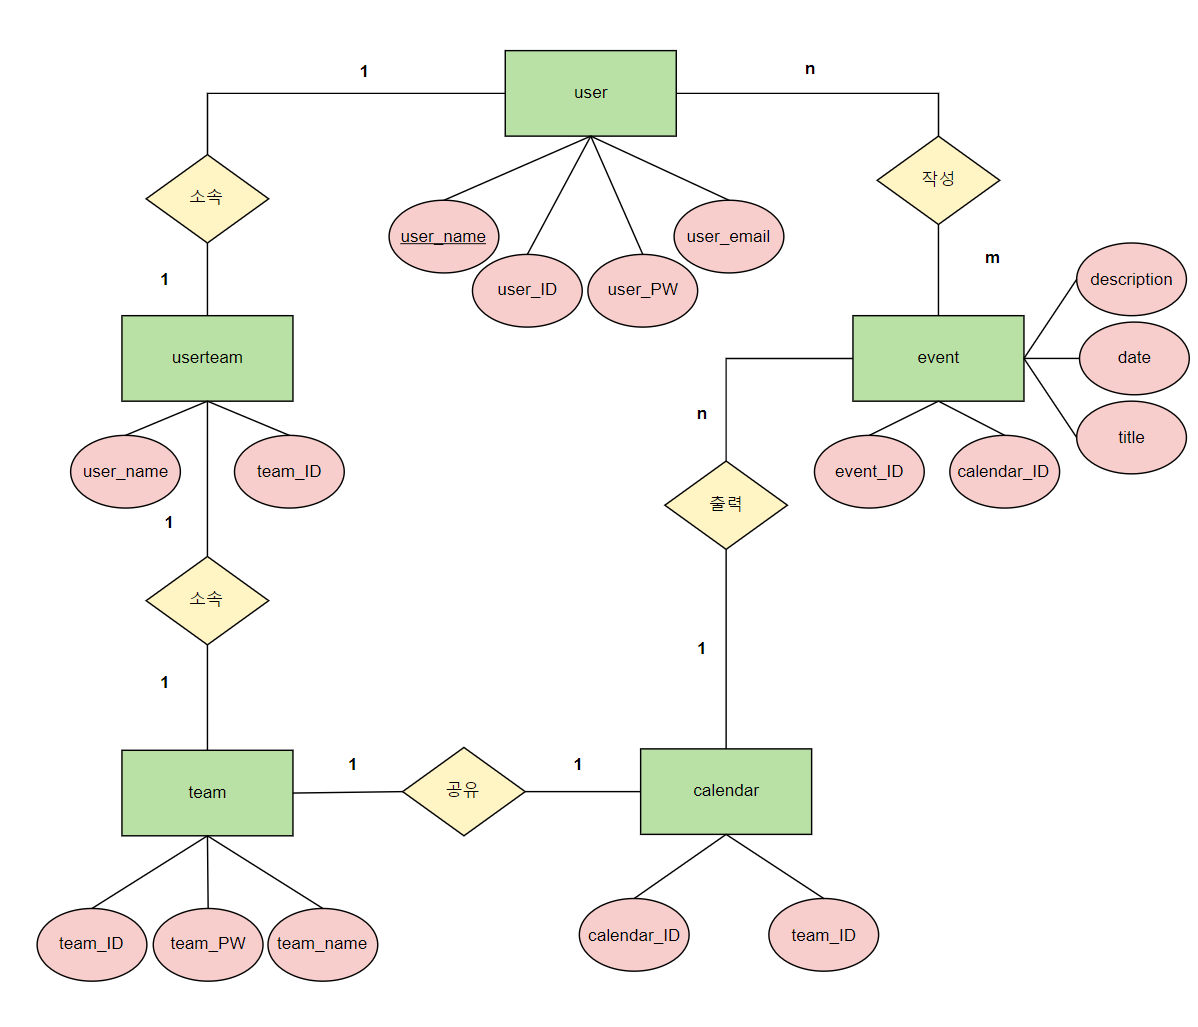 1
user
n
소속
작성
user_name
user_email
user_ID
user_PW
1
m
description
userteam
event
date
n
title
user_name
team_ID
event_ID
calendar_ID
1
출력
소속
1
1
team
1
공유
1
calendar
team_ID
team_PW
team_name
calendar_ID
team_ID